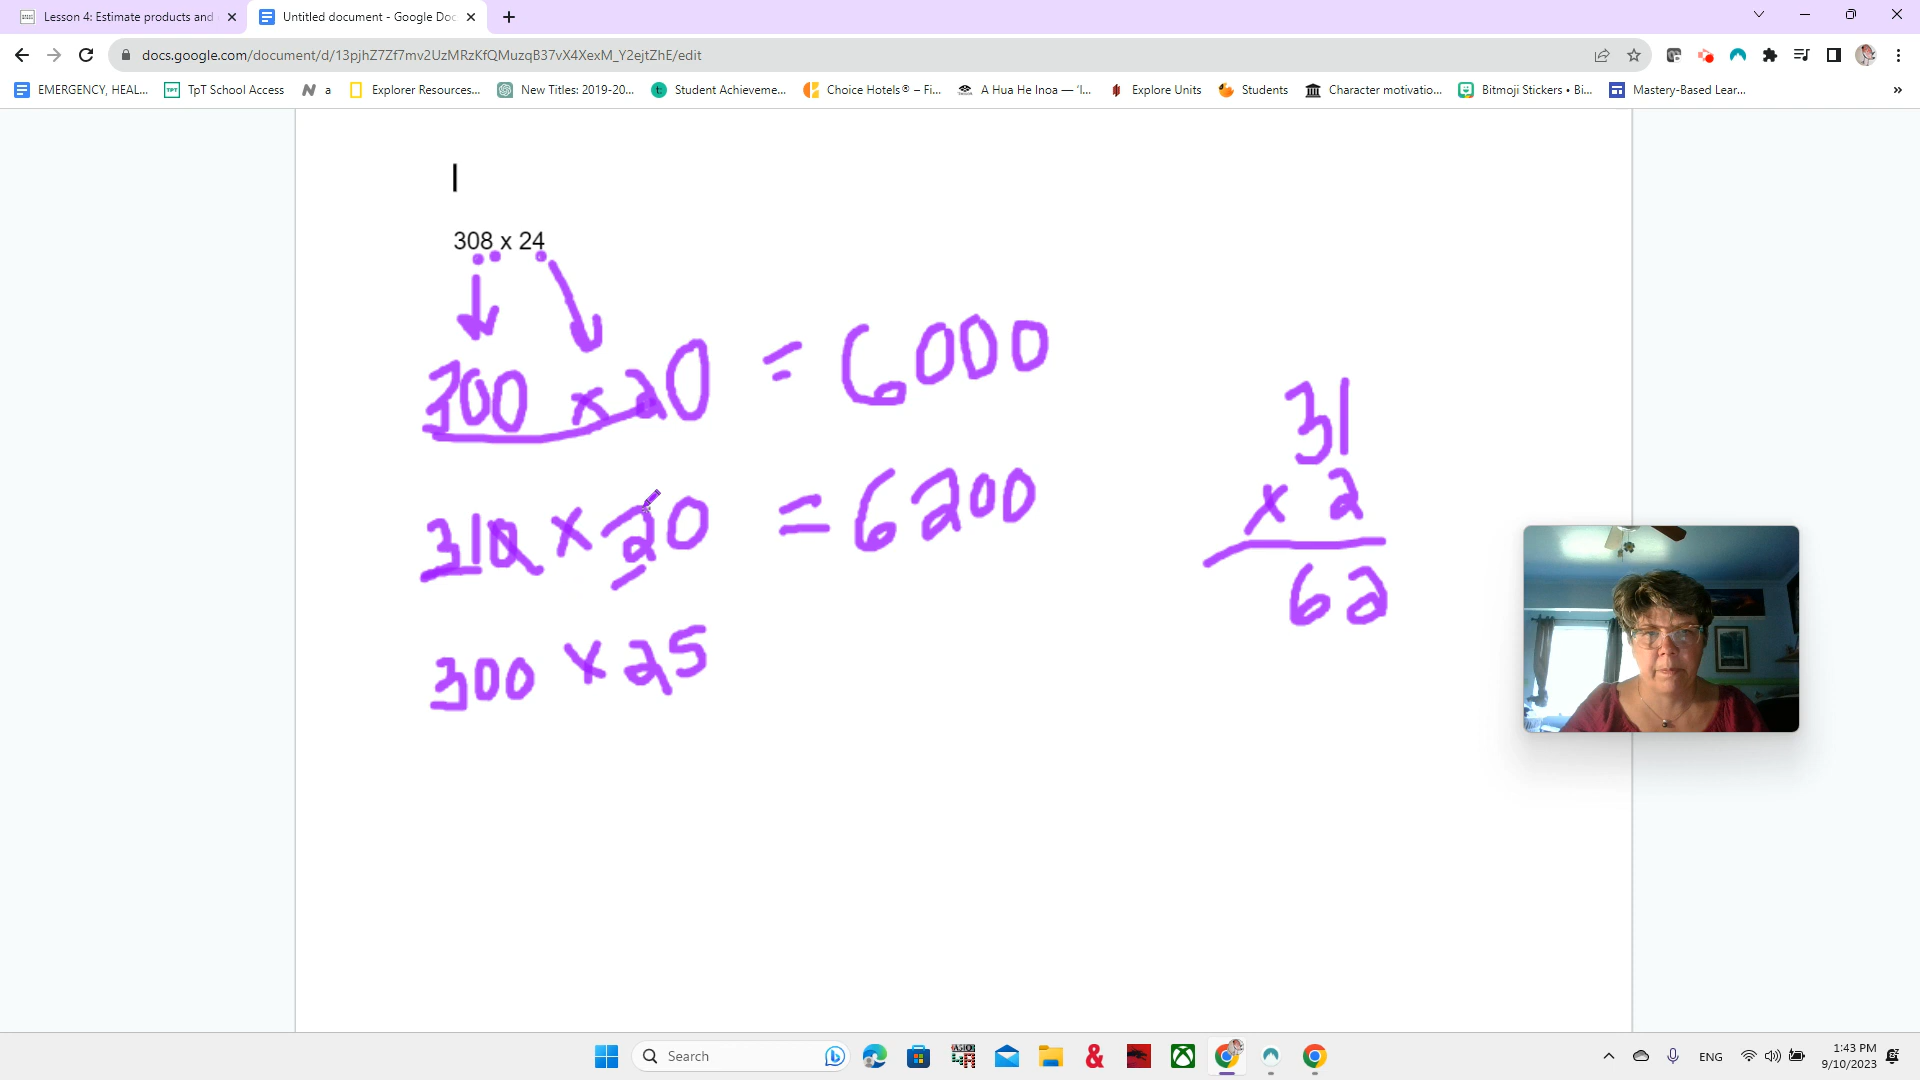 Lesson 4: Estimate products and
Untitled document - Google Doc
docs.google.com/document/d/13pjhZ7Zf7mv2UzMRzKfQMuzqB37vX4XexM_Y2ejtZhE/edit
EMERGENCY, HEAL... TpT School Access a Explorer Resources... New Titles: 2019-20... Student Achieveme... Choice Hotels® – Fi... A Hua He Inoa — ‘I... Explore Units Students Character motivatio... Bitmoji Stickers • Bi... Mastery-Based Lear... »
308 x 24
300 x 20 = 6000
310 x 20 = 6200
300 x 25
31
x 2
62
Search
ENG
1:43 PM
9/10/2023